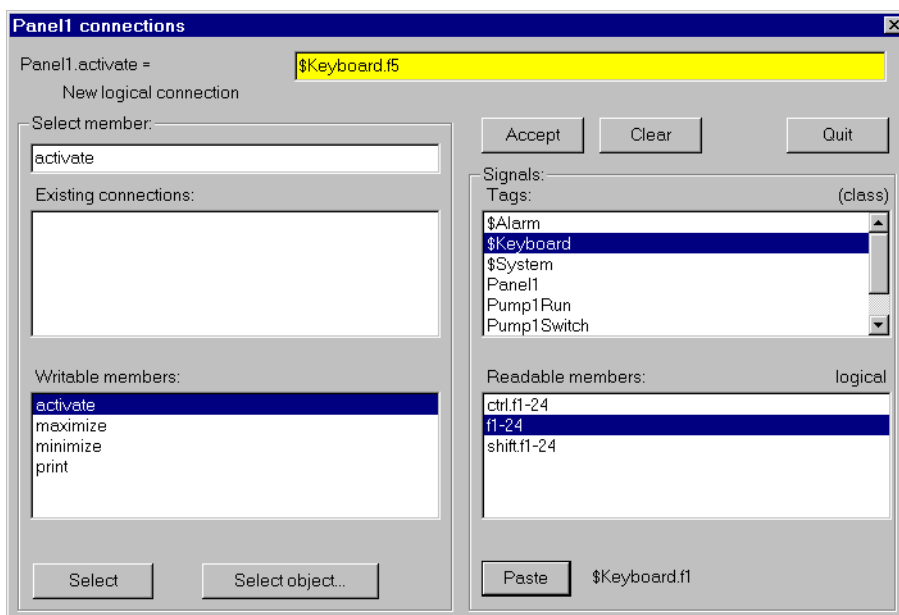 Panel1 connections
Panel1.activate = $Keyboard.f5
New logical connection
Select member:
activate
Existing connections:
Writable members:
activate
maximize
minimize
print
Select Select object...
Accept Clear Quit
Signals:
Tags: (class)
$Alarm
$Keyboard
$System
Panel1
Pump1Run
Pump1Switch
Readable members: logical
ctrl.f1-24
f1-24
shift.f1-24
Paste $Keyboard.f1